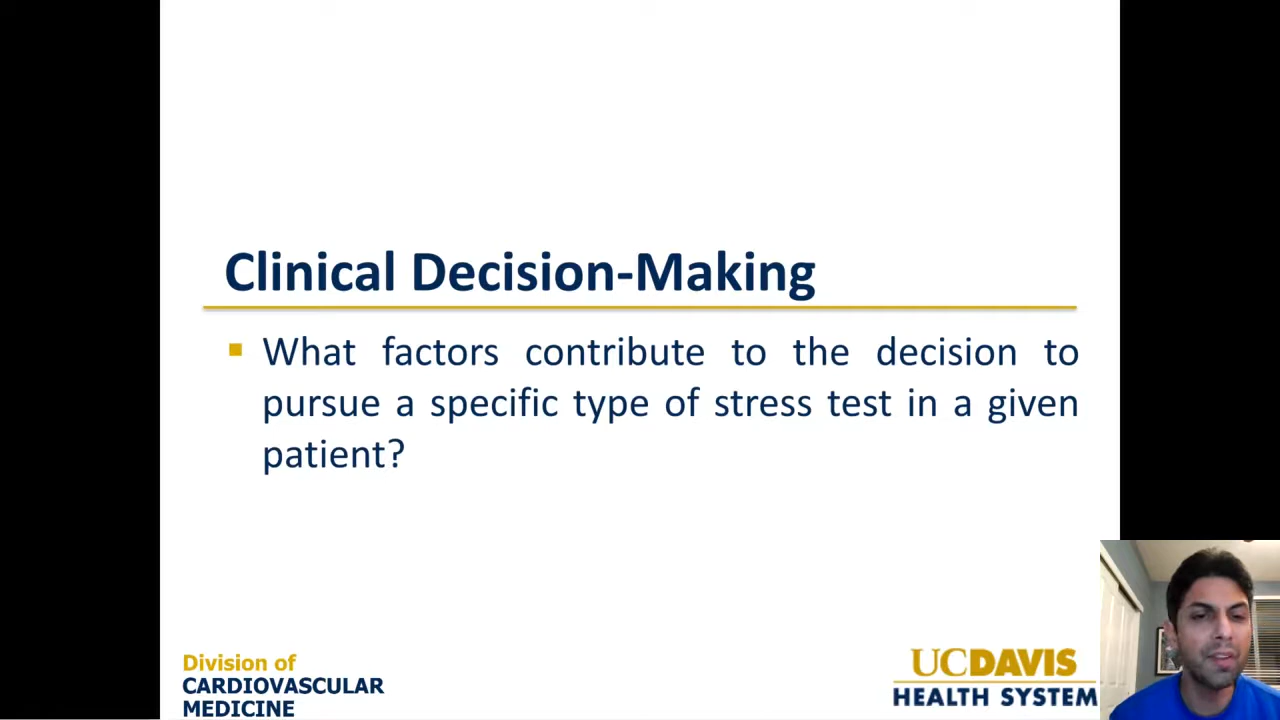 Clinical Decision-Making
▪ What factors contribute to the decision to
pursue a specific type of stress test in a given
patient?
Division of
CARDIOVASCULAR
MEDICINE
UCDAVIS
HEALTH SYSTEM